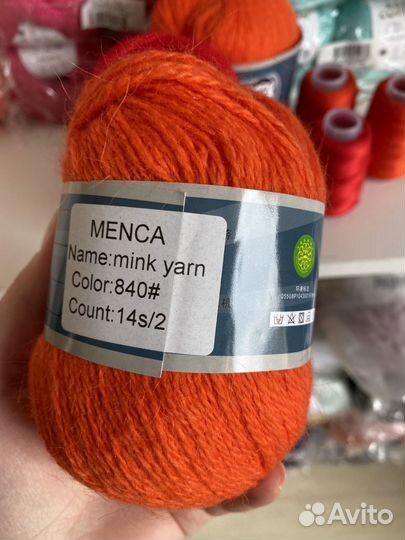 MENCA
Name:mink yarn
Color:840#
Count:14s/2
Avito